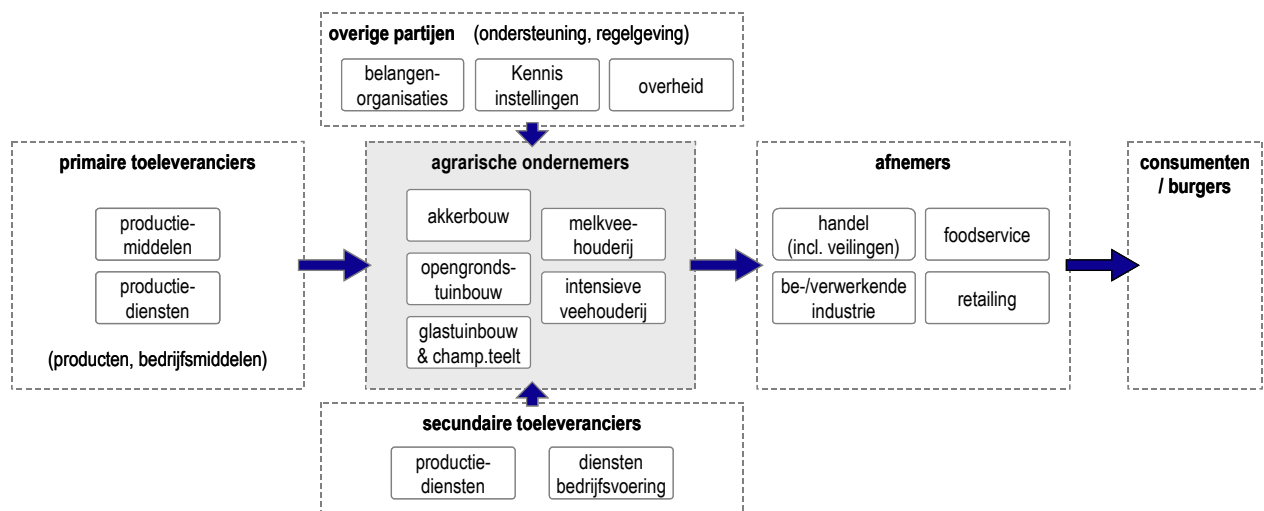 overige partijen (ondersteuning, regelgeving)
belangen-
organisaties
Kennis
instellingen
overheid
primaire toeleveranciers
productie-
middelen
productie-
diensten
(producten, bedrijfsmiddelen)
agrarische ondernemers
akkerbouw
opengronds-
tuinbouw
glastuinbouw
& champ.teelt
melkvee-
houderij
intensieve
veehouderij
afnemers
handel
(incl. veilingen)
foodservice
be-/verwerkende
industrie
retailing
consumenten
/ burgers
secundaire toeleveranciers
productie-
diensten
diensten
bedrijfsvoering